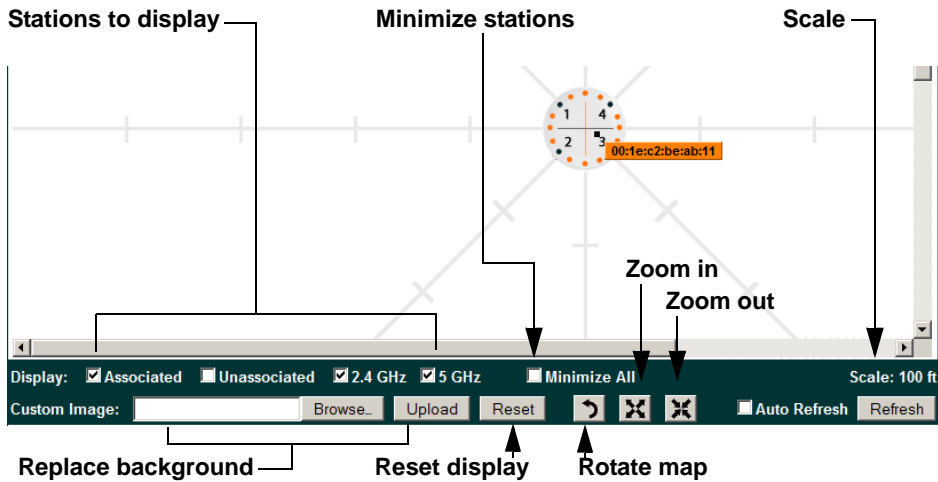 Stations to display Minimize stations Scale
1 4
2 3
00:1e:c2:be:ab:11
Zoom in
Zoom out
Display: Associated Unassociated 2.4 GHz 5 GHz Minimize All Scale: 100 ft
Custom Image: Browse... Upload Reset Auto Refresh Refresh
Replace background Reset display Rotate map